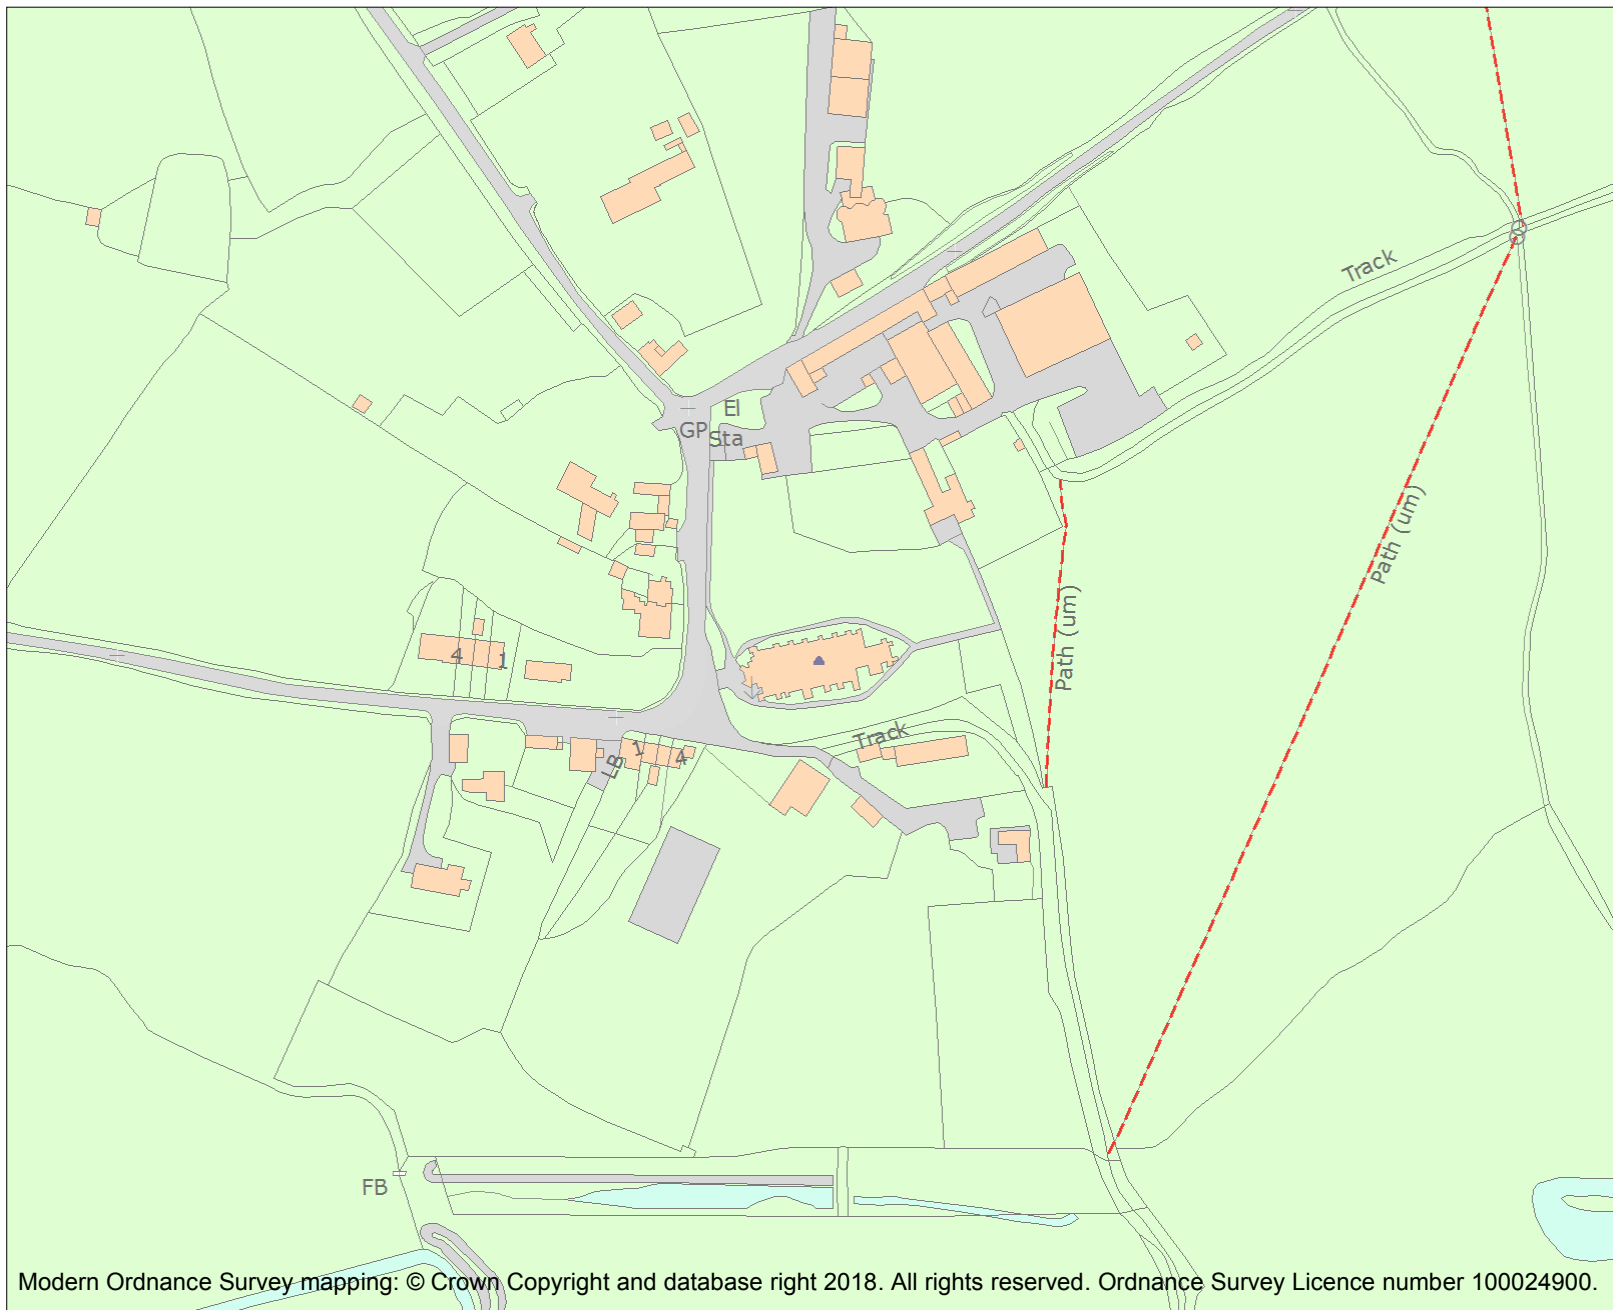 Track
El
GP
Sta
Path (um)
Path (um)
4
1
Track
LB
1
4
FB
Modern Ordnance Survey mapping: © Crown Copyright and database right 2018. All rights reserved. Ordnance Survey Licence number 100024900.